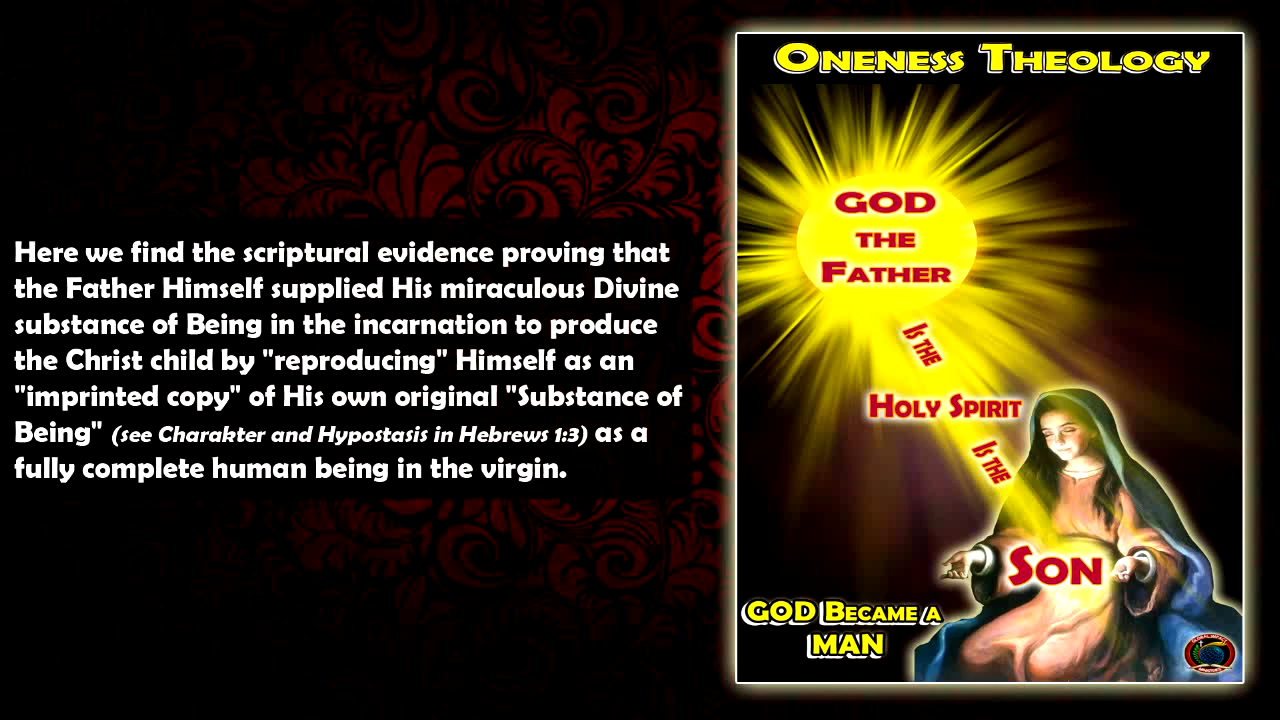 Here we find the scriptural evidence proving that
the Father Himself supplied His miraculous Divine
substance of Being in the incarnation to produce
the Christ child by "reproducing" Himself as an
"imprinted copy" of His own original "Substance of
Being" (see Charakter and Hypostasis in Hebrews 1:3) as a
fully complete human being in the virgin.
ONENESS THEOLOGY
GOD
THE
FATHER
IS THE
HOLY SPIRIT
IS THE
SON
GOD BECAME A
MAN